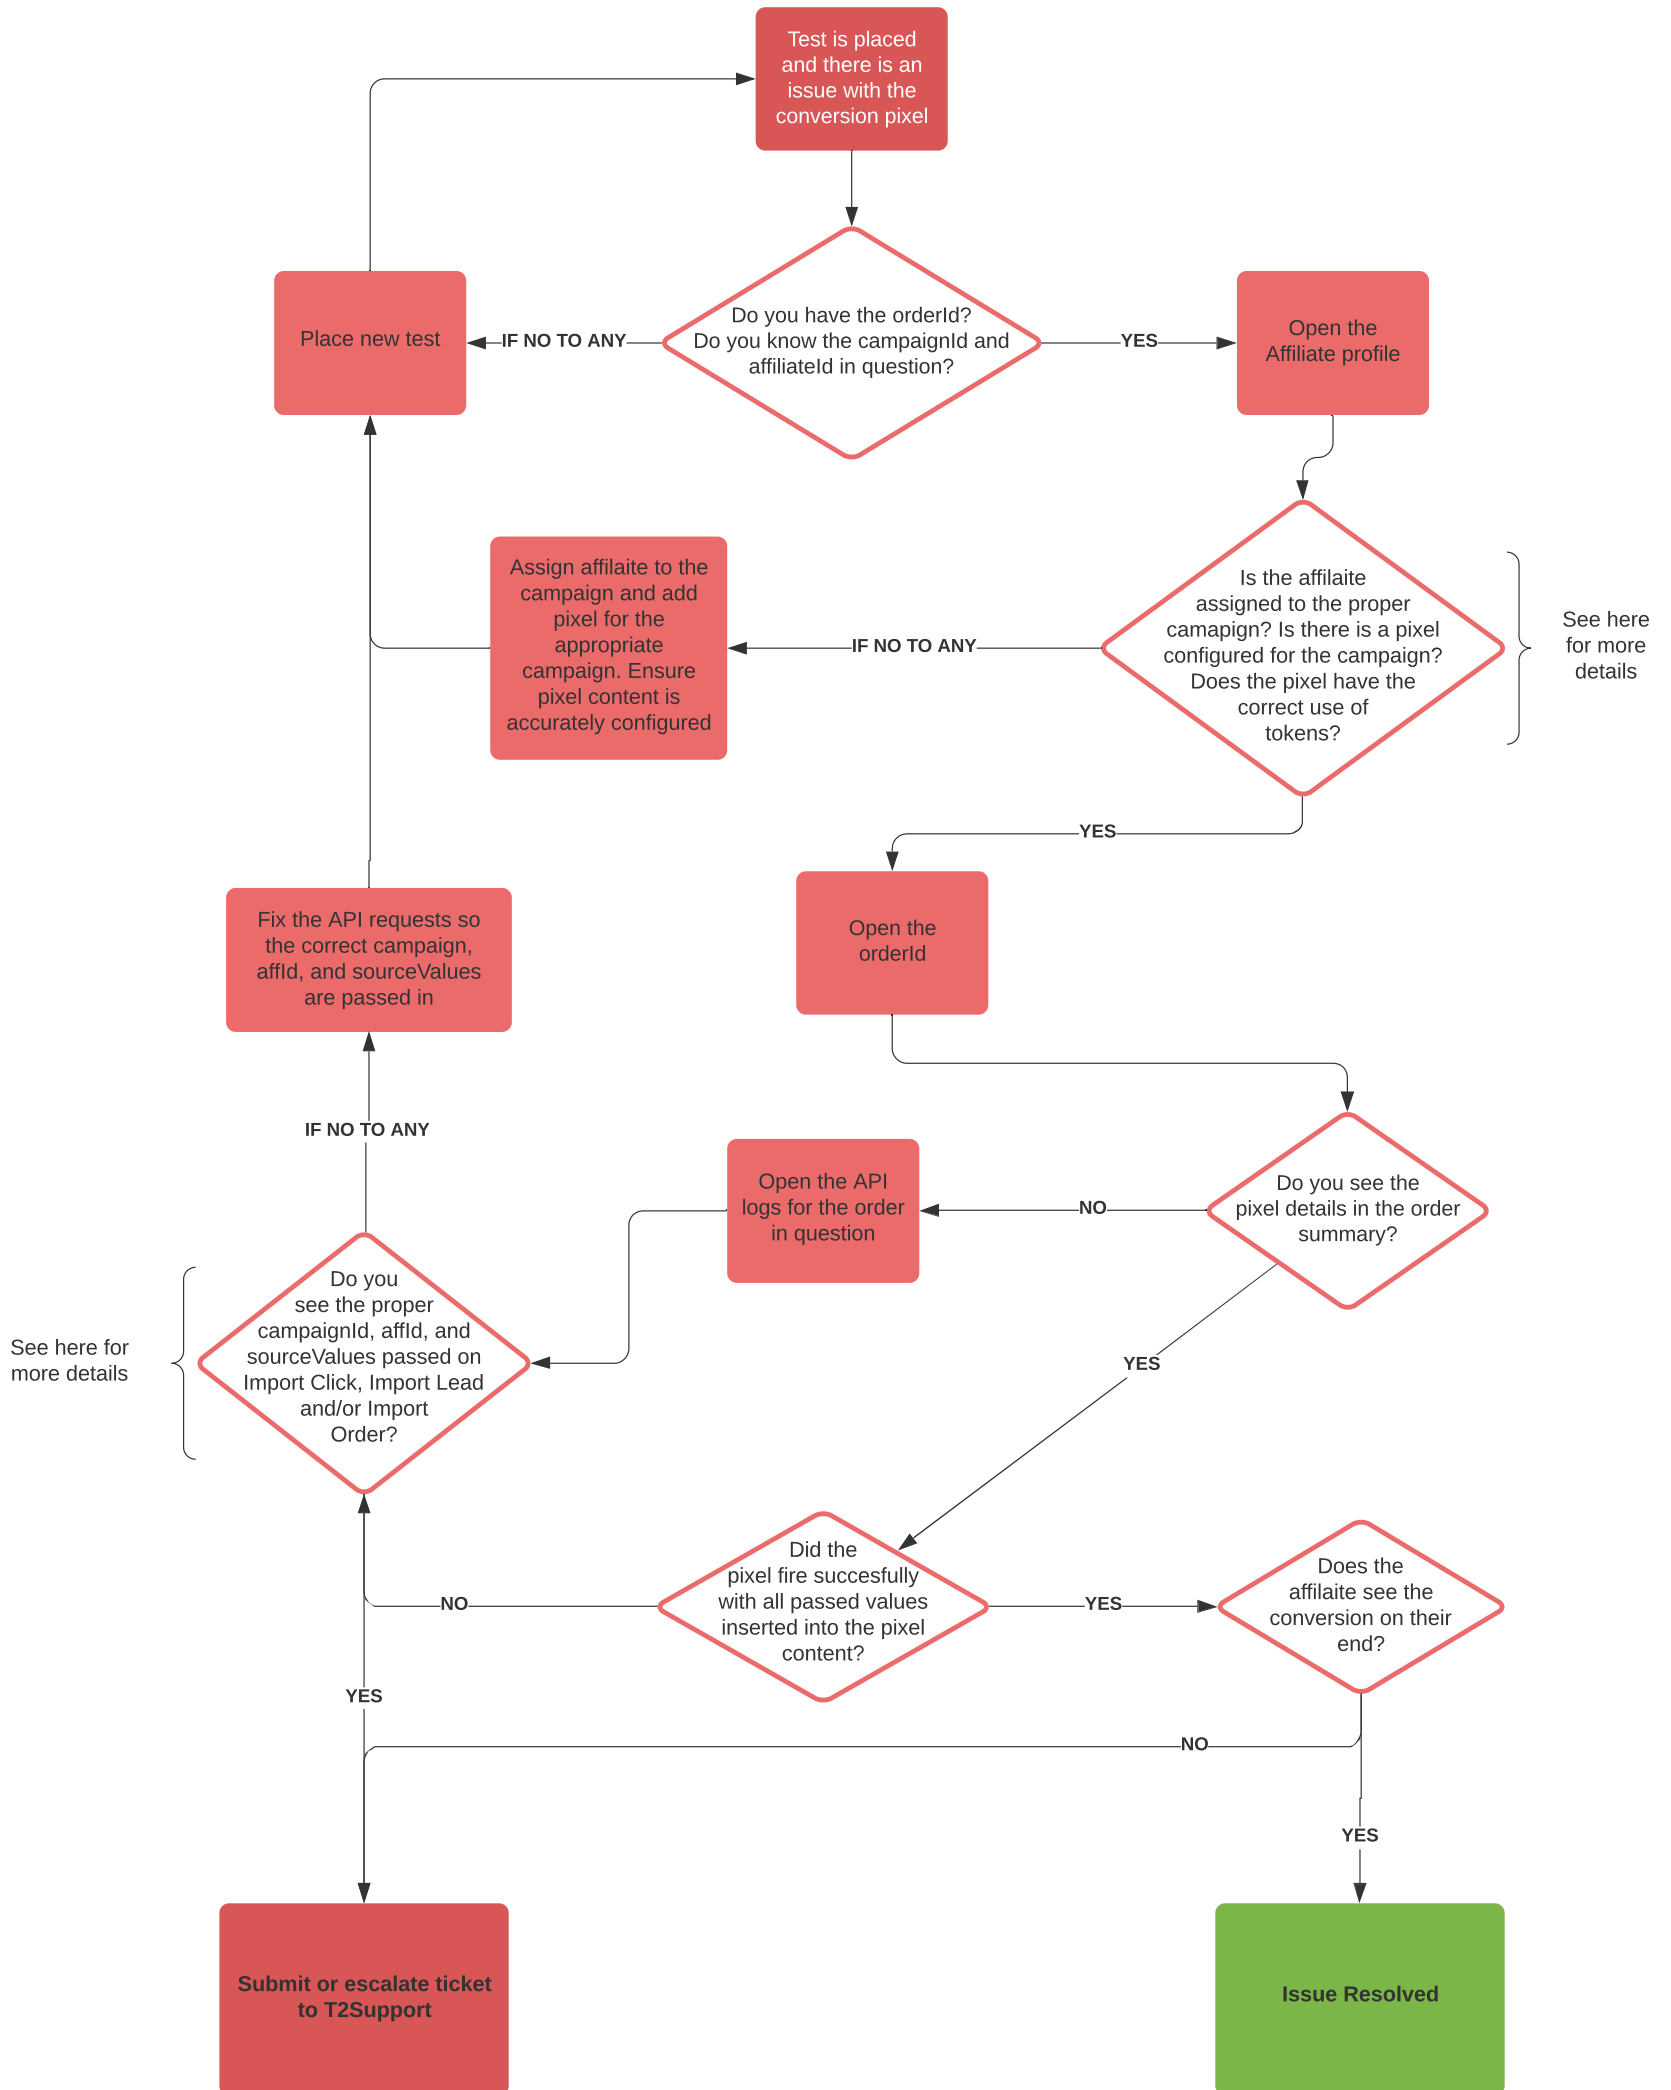 Test is placed
and there is an
issue with the
conversion pixel
Place new test
IF NO TO ANY
Do you have the orderId?
Do you know the campaignId and
affiliateId in question?
YES
Open the
Affiliate profile
Assign affilaite to the
campaign and add
pixel for the
appropriate
campaign. Ensure
pixel content is
accurately configured
IF NO TO ANY
Is the affilaite
assigned to the proper
camapign? Is there is a pixel
configured for the campaign?
Does the pixel have the
correct use of
tokens?
See here
for more
details
YES
Fix the API requests so
the correct campaign,
affId, and sourceValues
are passed in
Open the
orderId
IF NO TO ANY
Open the API
logs for the order
in question
NO
Do you see the
pixel details in the order
summary?
See here for
more details
Do you
see the proper
campaignId, affId, and
sourceValues passed on
Import Click, Import Lead
and/or Import
Order?
YES
NO
Did the
pixel fire succesfully
with all passed values
inserted into the pixel
content?
YES
Does the
affilaite see the
conversion on their
end?
YES
NO
YES
Submit or escalate ticket
to T2Support
Issue Resolved